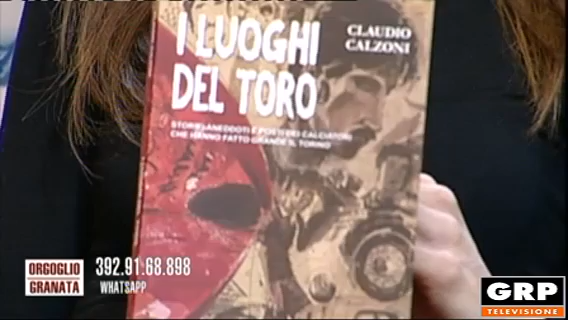 I LUOGHI
DEL TORO
CLAUDIO
CALZONI
STORIE, ANEDDOTI E POSTI DEI CALCIATORI
CHE HANNO FATTO GRANDE IL TORINO
ORGOGLIO
GRANATA
392.91.68.898
WHATSAPP
GRP
TELEVISIONE